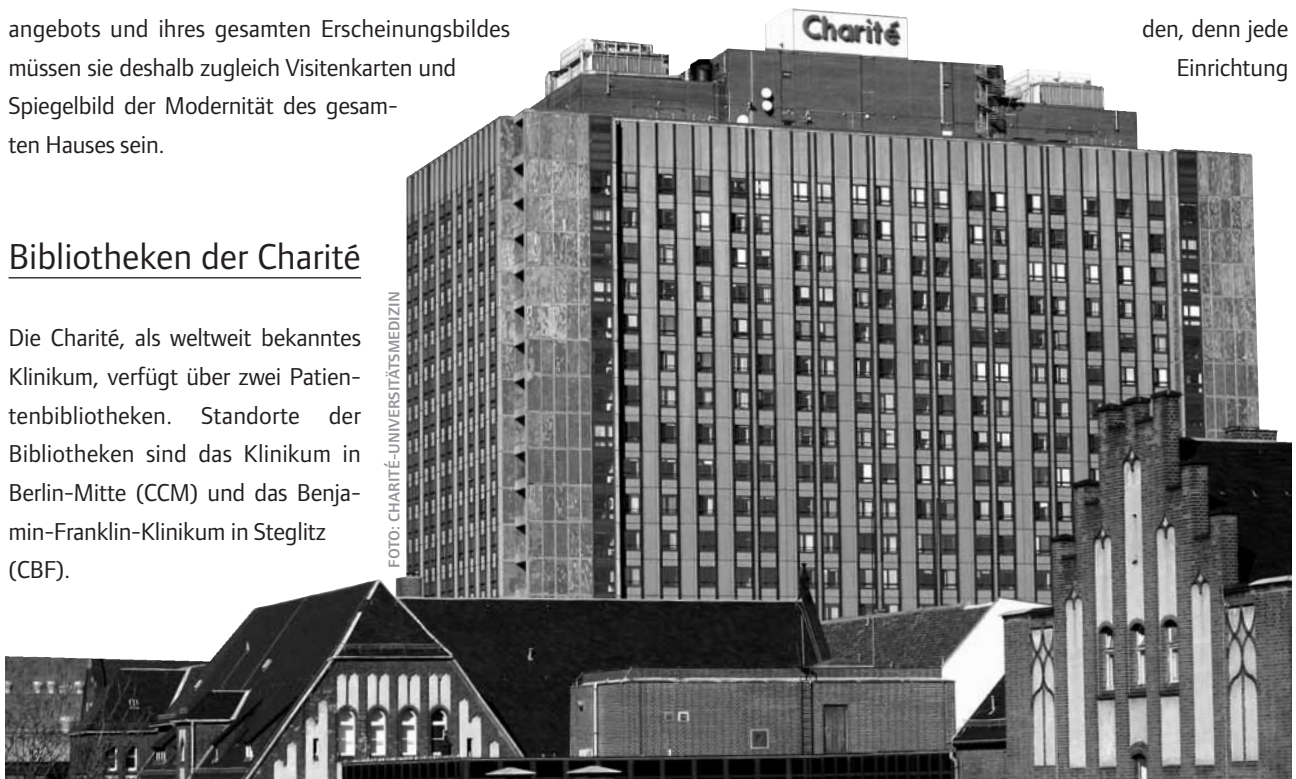 angebots und ihres gesamten Erscheinungsbildes
müssen sie deshalb zugleich Visitenkarten und
Spiegelbild der Modernität des gesam-
ten Hauses sein.
Bibliotheken der Charité
Die Charité, als weltweit bekanntes
Klinikum, verfügt über zwei Patien-
tenbibliotheken. Standorte der
Bibliotheken sind das Klinikum in
Berlin-Mitte (CCM) und das Benja-
min-Franklin-Klinikum in Steglitz
(CBF).
FOTO: CHARITÉ-UNIVERSITÄTSMEDIZIN
Charité
den, denn jede
Einrichtung